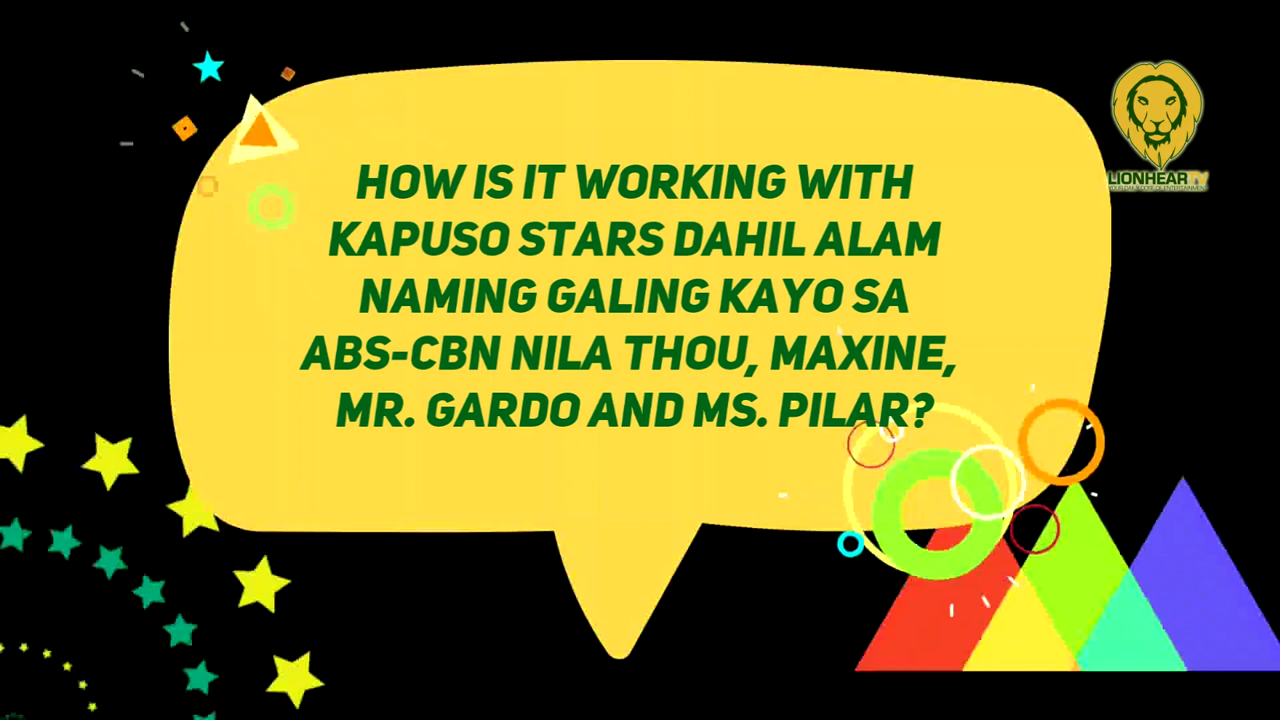 HOW IS IT WORKING WITH
KAPUSO STARS DAHIL ALAM
NAMING GALING KAYO SA
ABS-CBN NILA THOU, MAXINE,
MR. GARDO AND MS. PILAR?
LIONHEARTV